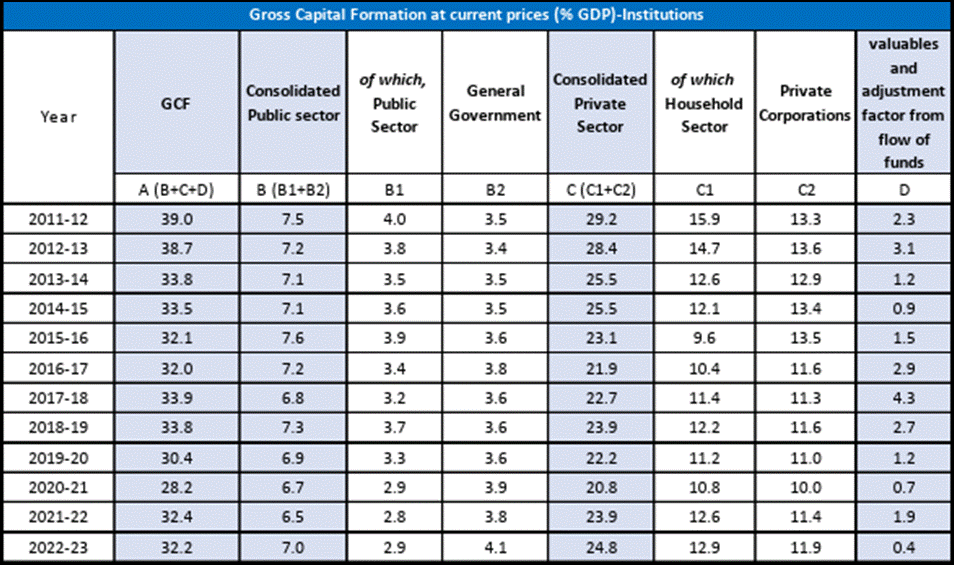 Gross Capital Formation at current prices (% GDP)-Institutions
Year GCF Consolidated Public sector of which, Public Sector General Government Consolidated Private Sector of which Household Sector Private Corporations valuables and adjustment factor from flow of funds
A (B+C+D) B (B1+B2) B1 B2 C (C1+C2) C1 C2 D
2011-12 39.0 7.5 4.0 3.5 29.2 15.9 13.3 2.3
2012-13 38.7 7.2 3.8 3.4 28.4 14.7 13.6 3.1
2013-14 33.8 7.1 3.5 3.5 25.5 12.6 12.9 1.2
2014-15 33.5 7.1 3.6 3.5 25.5 12.1 13.4 0.9
2015-16 32.1 7.6 3.9 3.6 23.1 9.6 13.5 1.5
2016-17 32.0 7.2 3.4 3.8 21.9 10.4 11.6 2.9
2017-18 33.9 6.8 3.2 3.6 22.7 11.4 11.3 4.3
2018-19 33.8 7.3 3.7 3.6 23.9 12.2 11.6 2.7
2019-20 30.4 6.9 3.3 3.6 22.2 11.2 11.0 1.2
2020-21 28.2 6.7 2.9 3.9 20.8 10.8 10.0 0.7
2021-22 32.4 6.5 2.8 3.8 23.9 12.6 11.4 1.9
2022-23 32.2 7.0 2.9 4.1 24.8 12.9 11.9 0.4